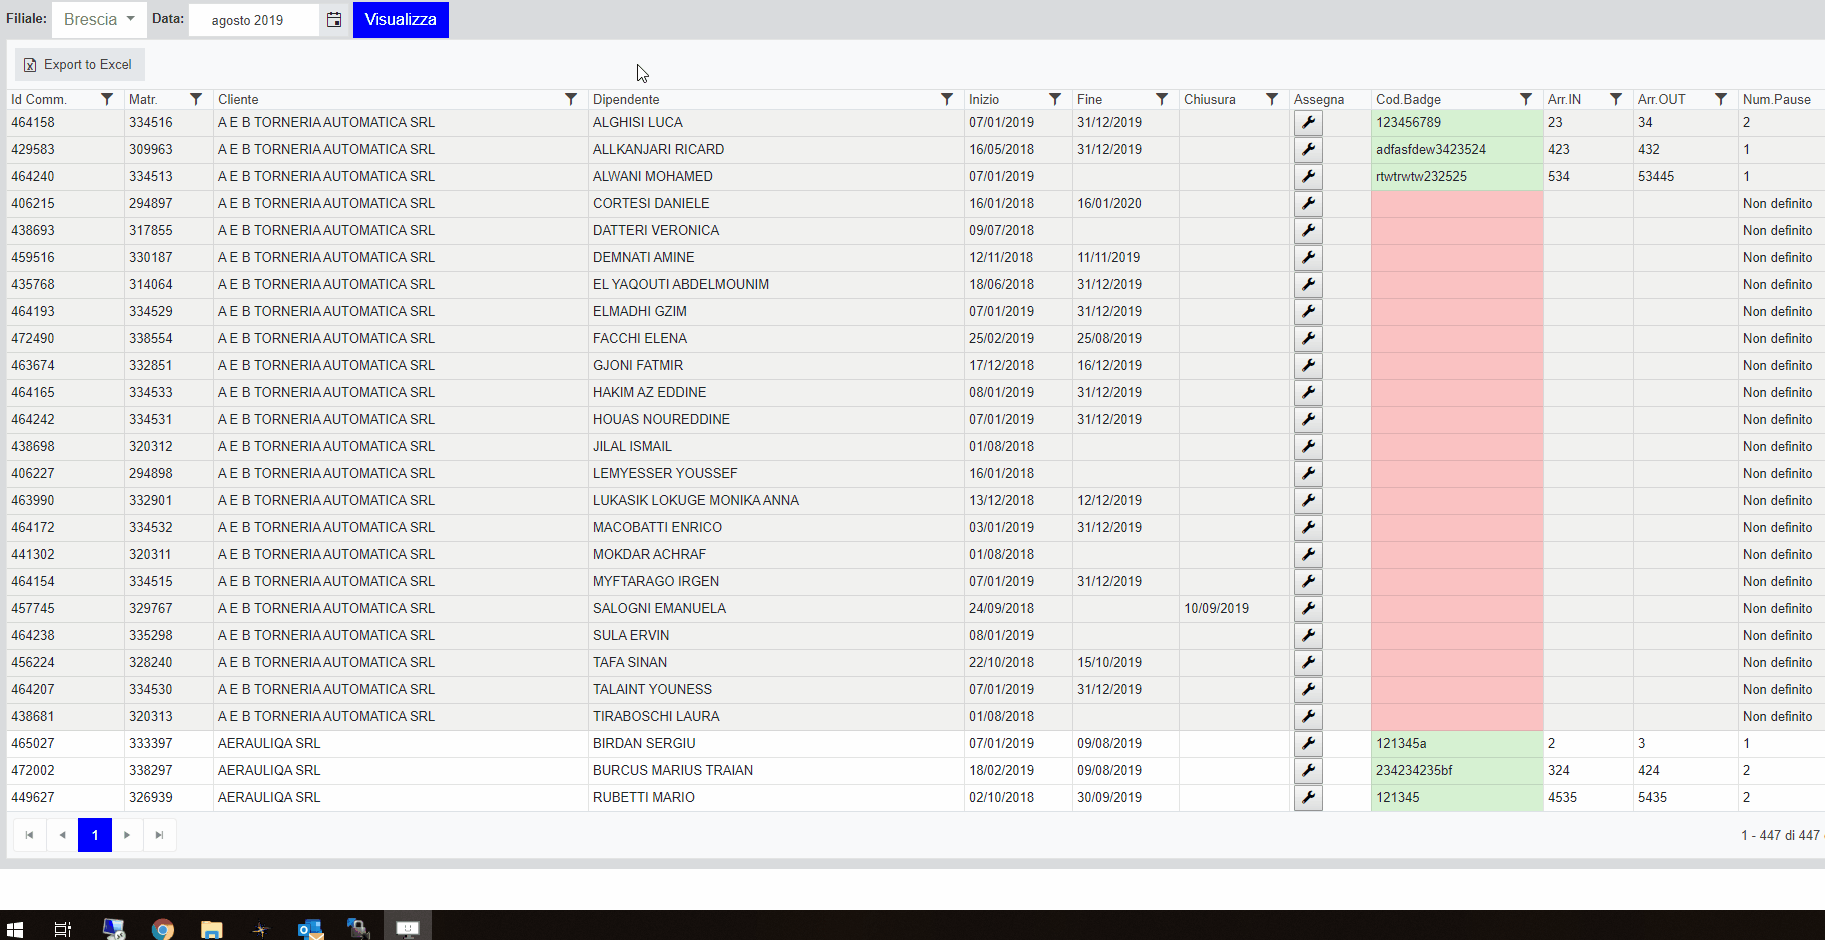 Filiale: Brescia Data: agosto 2019 Visualizza
Export to Excel
Id Comm. Matr. Cliente Dipendente Inizio Fine Chiusura Assegna Cod.Badge Arr.IN Arr.OUT Num.Pause
464158 334516 A E B TORNERIA AUTOMATICA SRL ALGHISI LUCA 07/01/2019 31/12/2019 123456789 23 34 2
429583 309963 A E B TORNERIA AUTOMATICA SRL ALLKANJARI RICARD 16/05/2018 31/12/2019 adfasfdew3423524 423 432 1
464240 334513 A E B TORNERIA AUTOMATICA SRL ALWANI MOHAMED 07/01/2019 rtwtrwtw232525 534 53445 1
406215 294897 A E B TORNERIA AUTOMATICA SRL CORTESI DANIELE 16/01/2018 16/01/2020 Non definito
438693 317855 A E B TORNERIA AUTOMATICA SRL DATTERI VERONICA 09/07/2018 Non definito
459516 330187 A E B TORNERIA AUTOMATICA SRL DEMNATI AMINE 12/11/2018 11/11/2019 Non definito
435768 314064 A E B TORNERIA AUTOMATICA SRL EL YAQOUTI ABDELMOUNIM 18/06/2018 31/12/2019 Non definito
464193 334529 A E B TORNERIA AUTOMATICA SRL ELMADHI GZIM 07/01/2019 31/12/2019 Non definito
472490 338554 A E B TORNERIA AUTOMATICA SRL FACCHI ELENA 25/02/2019 25/08/2019 Non definito
463674 332851 A E B TORNERIA AUTOMATICA SRL GJONI FATMIR 17/12/2018 16/12/2019 Non definito
464165 334533 A E B TORNERIA AUTOMATICA SRL HAKIM AZ EDDINE 08/01/2019 31/12/2019 Non definito
464242 334531 A E B TORNERIA AUTOMATICA SRL HOUAS NOUREDDINE 07/01/2019 31/12/2019 Non definito
438698 320312 A E B TORNERIA AUTOMATICA SRL JILAL ISMAIL 01/08/2018 Non definito
406227 294898 A E B TORNERIA AUTOMATICA SRL LEMYESSER YOUSSEF 16/01/2018 Non definito
463990 332901 A E B TORNERIA AUTOMATICA SRL LUKASIK LOKUGE MONIKA ANNA 13/12/2018 12/12/2019 Non definito
464172 334532 A E B TORNERIA AUTOMATICA SRL MACOBATTI ENRICO 03/01/2019 31/12/2019 Non definito
441302 320311 A E B TORNERIA AUTOMATICA SRL MOKDAR ACHRAF 01/08/2018 Non definito
464154 334515 A E B TORNERIA AUTOMATICA SRL MYFTARAGO IRGEN 07/01/2019 31/12/2019 Non definito
457745 329767 A E B TORNERIA AUTOMATICA SRL SALOGNI EMANUELA 24/09/2018 10/09/2019 Non definito
464238 335298 A E B TORNERIA AUTOMATICA SRL SULA ERVIN 08/01/2019 Non definito
456224 328240 A E B TORNERIA AUTOMATICA SRL TAFA SINAN 22/10/2018 15/10/2019 Non definito
464207 334530 A E B TORNERIA AUTOMATICA SRL TALAINT YOUNESS 07/01/2019 31/12/2019 Non definito
438681 320313 A E B TORNERIA AUTOMATICA SRL TIRABOSCHI LAURA 01/08/2018 Non definito
465027 333397 AERAULIQA SRL BIRDAN SERGIU 07/01/2019 09/08/2019 121345a 2 3 1
472002 338297 AERAULIQA SRL BURCUS MARIUS TRAIAN 18/02/2019 09/08/2019 234234235bf 324 424 2
449627 326939 AERAULIQA SRL RUBETTI MARIO 02/10/2018 30/09/2019 121345 4535 5435 2
1 1 - 447 di 447